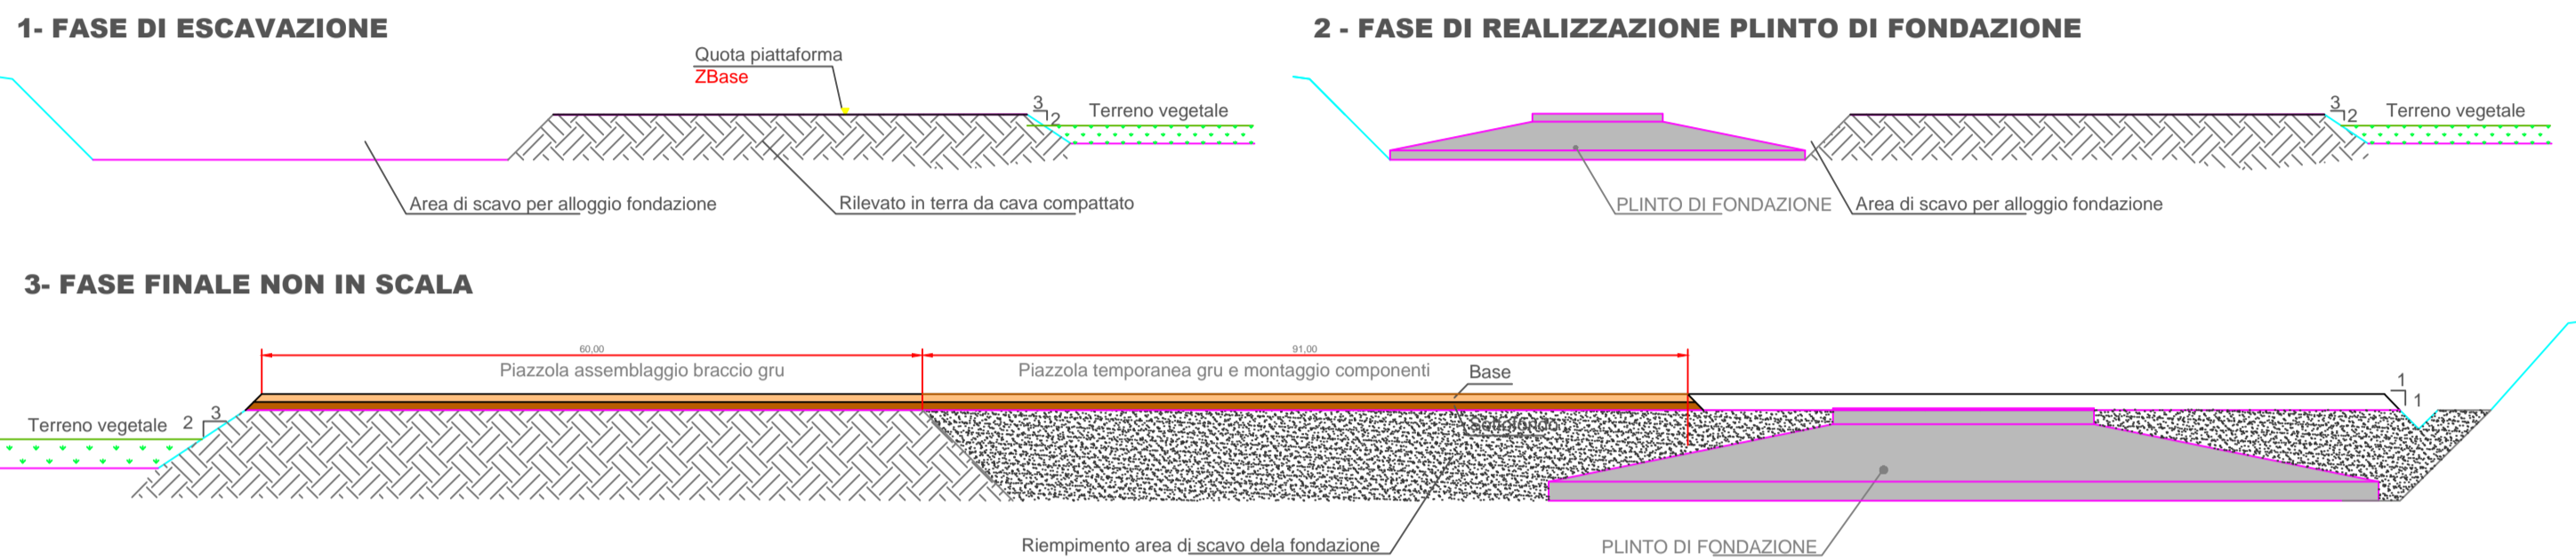 1- FASE DI ESCAVAZIONE
Quota piattaforma
ZBase
3
2
Terreno vegetale
Area di scavo per alloggio fondazione
Rilevato in terra da cava compattato
2 - FASE DI REALIZZAZIONE PLINTO DI FONDAZIONE
3
2
Terreno vegetale
PLINTO DI FONDAZIONE
Area di scavo per alloggio fondazione
3- FASE FINALE NON IN SCALA
60,00
91,00
Piazzola assemblaggio braccio gru
Piazzola temporanea gru e montaggio componenti
Base
1
1
3
2
Terreno vegetale
Sottofondo
Riempimento area di scavo dela fondazione
PLINTO DI FONDAZIONE